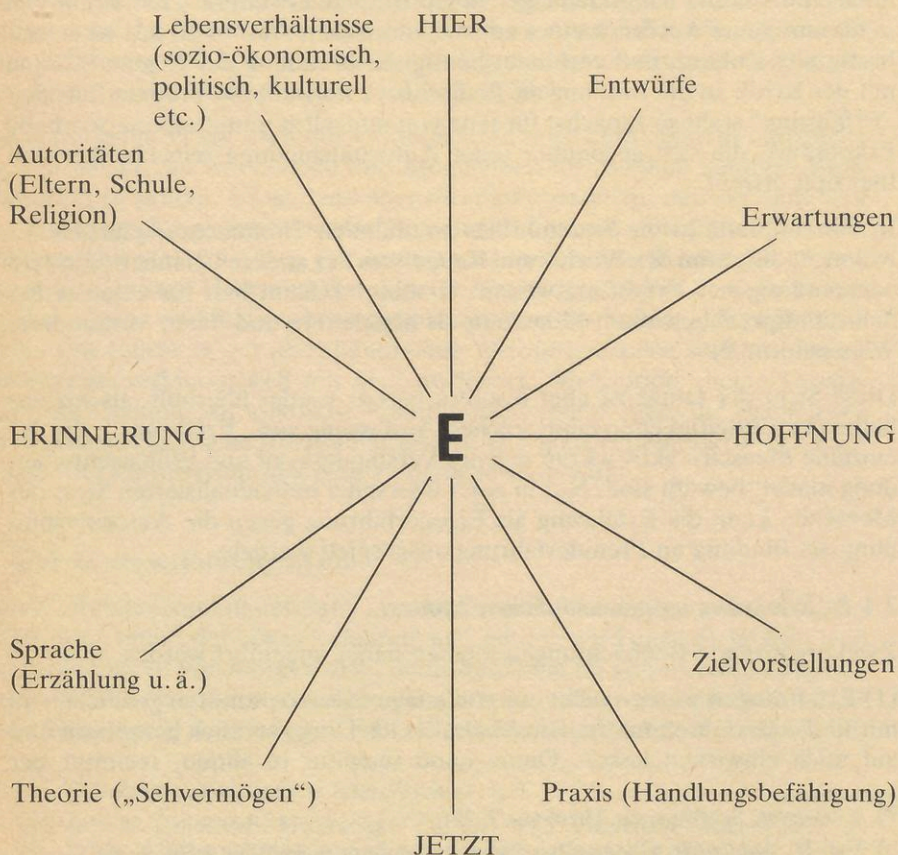 Lebensverhältnisse
(sozio-ökonomisch,
politisch, kulturell
etc.)
HIER
Entwürfe
Autoritäten
(Eltern, Schule,
Religion)
Erwartungen
ERINNERUNG
E
HOFFNUNG
Sprache
(Erzählung u. ä.)
Zielvorstellungen
Theorie („Sehvermögen“)
Praxis (Handlungsbefähigung)
JETZT